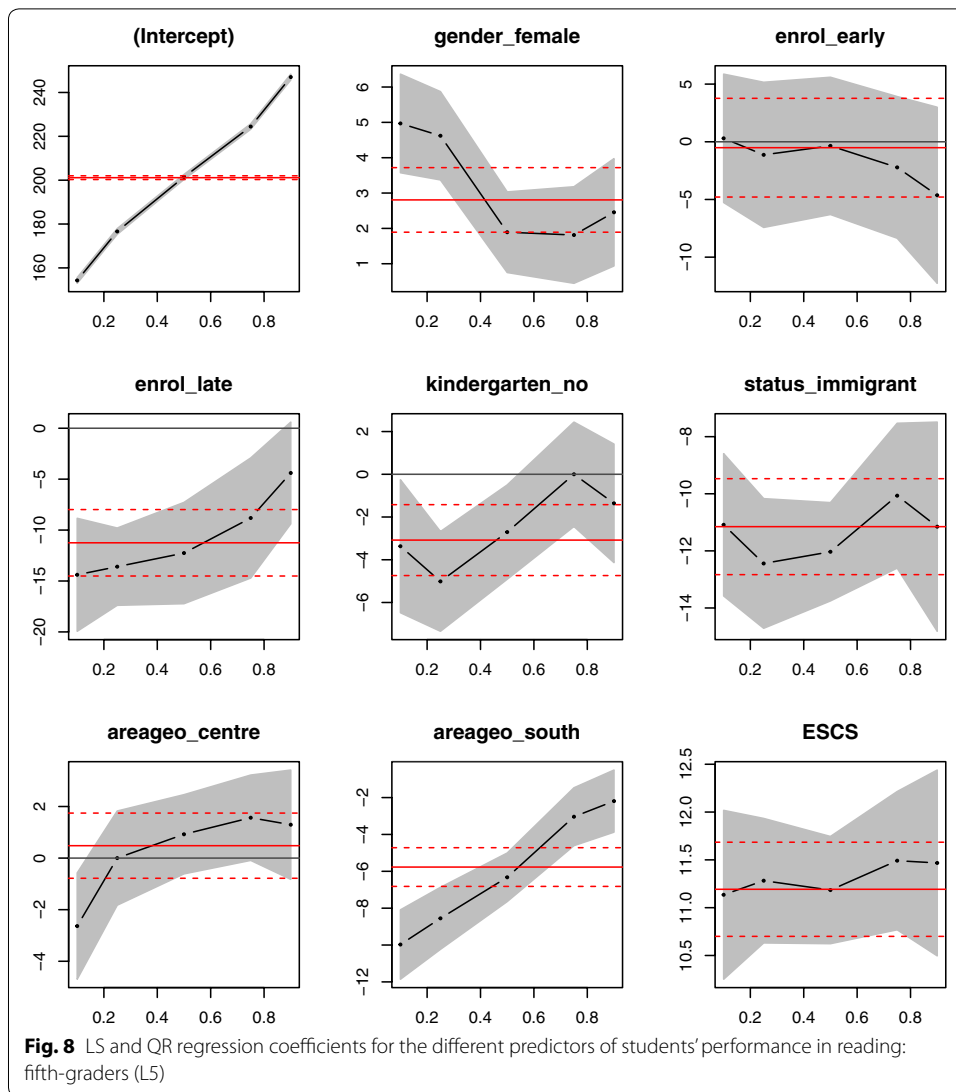 (Intercept)
240
220
200
180
160
0.2 0.4 0.6 0.8
gender_female
6
5
4
3
2
1
0.2 0.4 0.6 0.8
enrol_early
5
0
−5
−10
0.2 0.4 0.6 0.8
enrol_late
0
−5
−10
−15
−20
0.2 0.4 0.6 0.8
kindergarten_no
2
0
−2
−4
−6
0.2 0.4 0.6 0.8
status_immigrant
−8
−10
−12
−14
0.2 0.4 0.6 0.8
areageo_centre
2
0
−2
−4
0.2 0.4 0.6 0.8
areageo_south
−2
−4
−6
−8
−12
0.2 0.4 0.6 0.8
ESCS
12.5
12.0
11.5
11.0
10.5
0.2 0.4 0.6 0.8
Fig. 8 LS and QR regression coefficients for the different predictors of students’ performance in reading:
fifth-graders (L5)